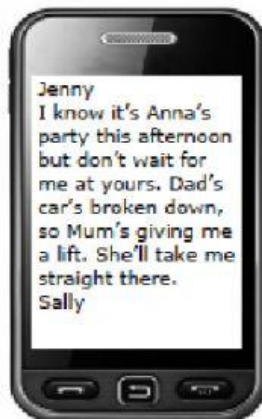 Jenny
I know it's Anna's
party this afternoon
but don't wait for
me at yours. Dad's
car's broken down,
so Mum's giving me
a lift. She'll take me
straight there.
Sally